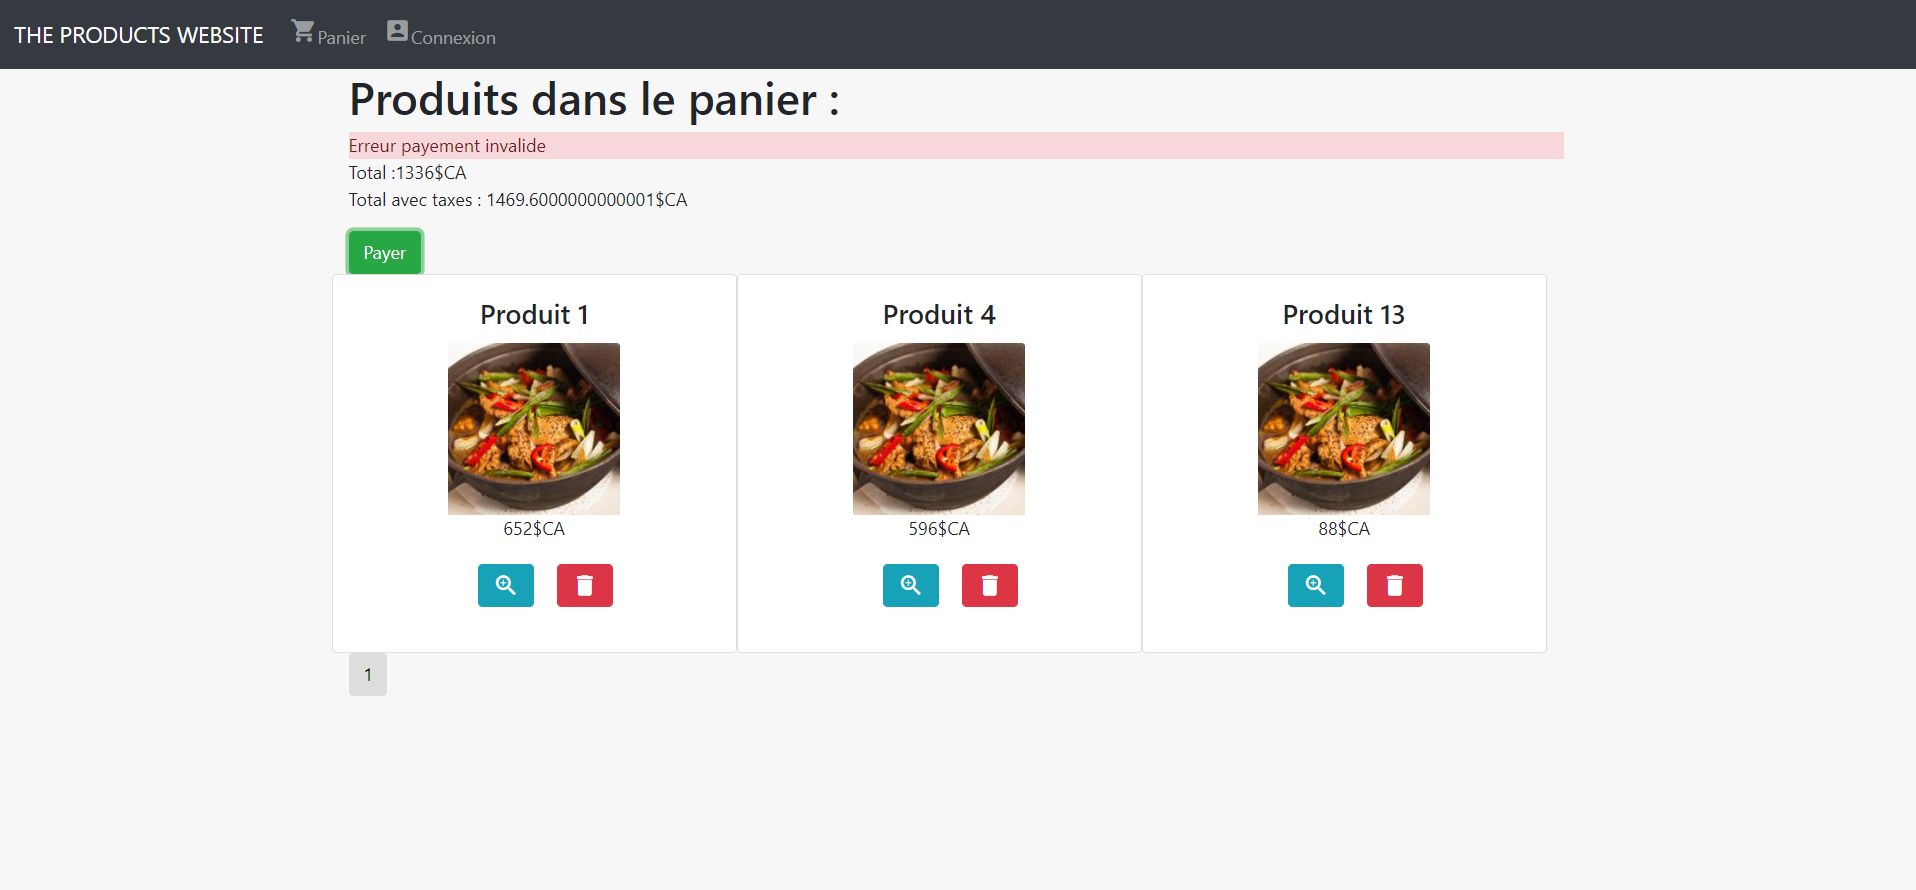 THE PRODUCTS WEBSITE Panier Connexion
Produits dans le panier :
Erreur payement invalide
Total :1336$CA
Total avec taxes : 1469.6000000000001$CA
Payer
Produit 1
652$CA
Produit 4
596$CA
Produit 13
88$CA
1